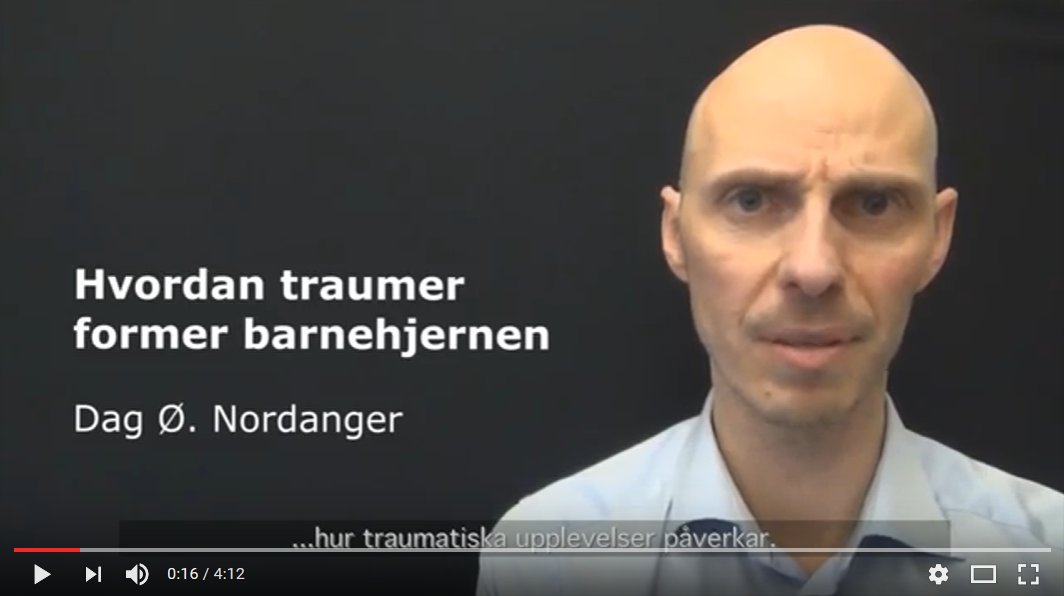 Hvordan traumer
former barnehjernen
Dag Ø. Nordanger
...hur traumatiska upplevelser påverkar.
0:16 / 4:12